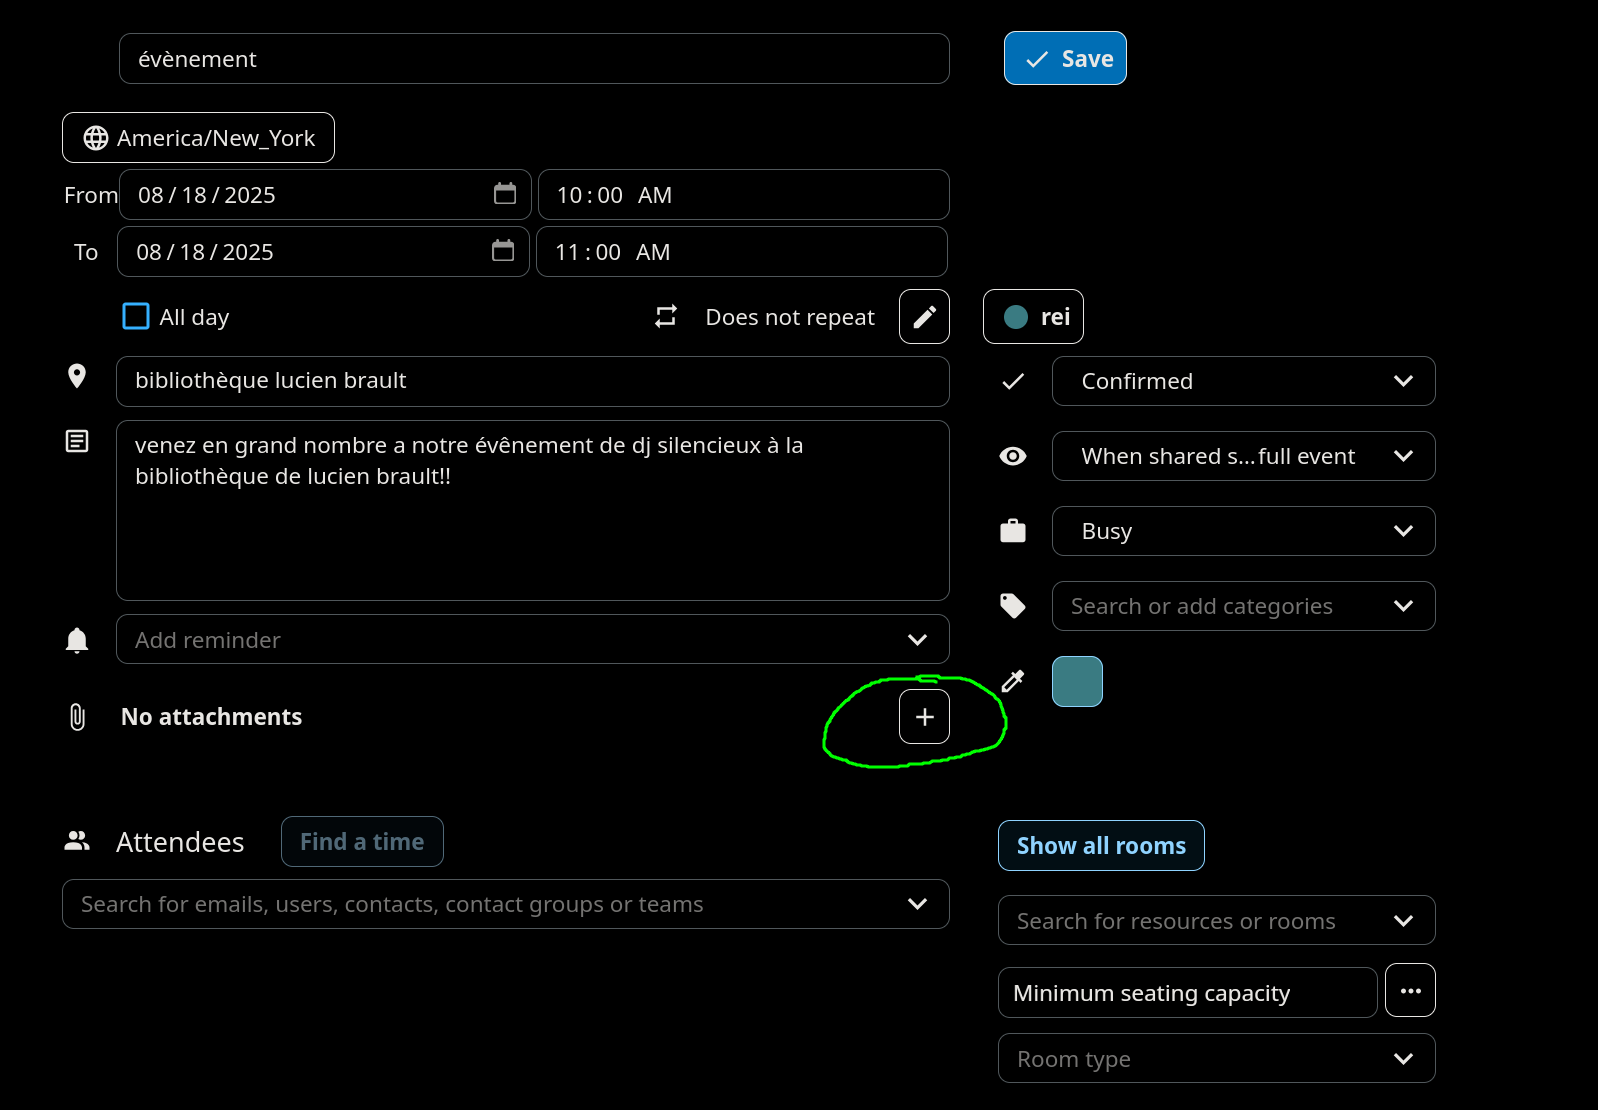 évènement
Save
America/New_York
From 08/18/2025 10:00 AM
To 08/18/2025 11:00 AM
All day
Does not repeat
rei
bibliothèque lucien brault
Confirmed
venez en grand nombre a notre évênement de dj silencieux à la
bibliothèque de lucien brault!!
When shared s...full event
Busy
Search or add categories
Add reminder
No attachments
Attendees
Find a time
Show all rooms
Search for emails, users, contacts, contact groups or teams
Search for resources or rooms
Minimum seating capacity
Room type